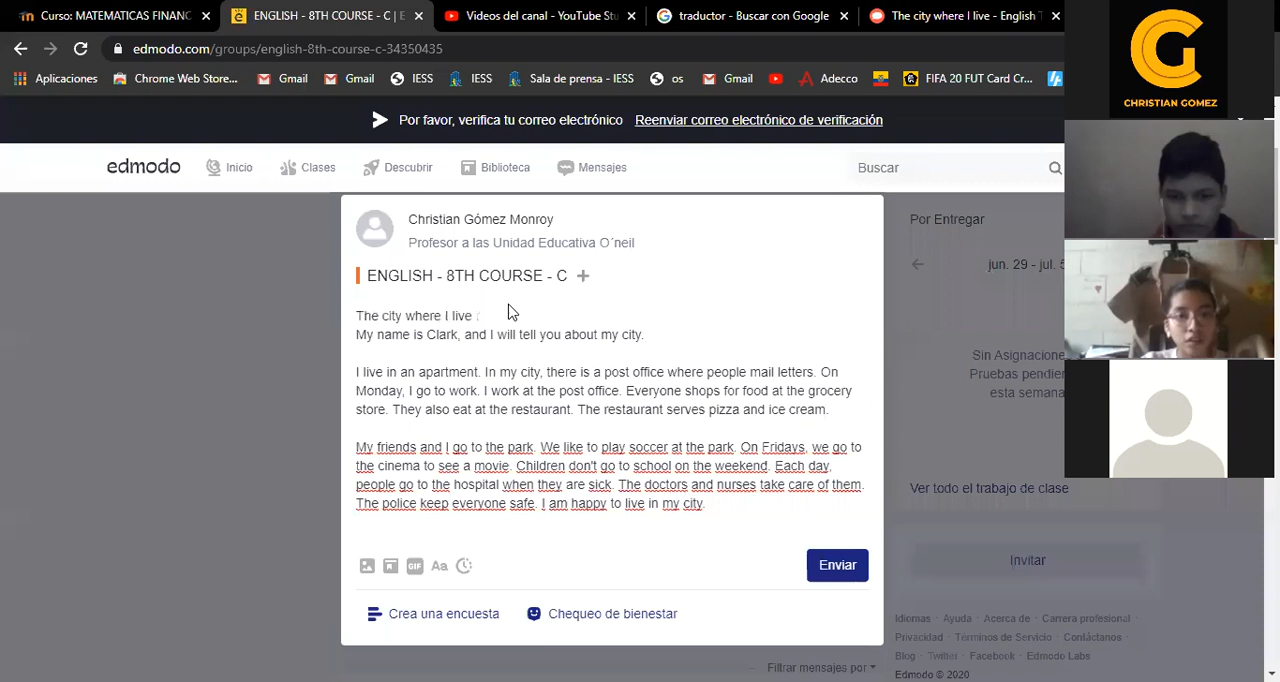 Curso: MATEMATICAS FINANC
ENGLISH - 8TH COURSE - C | E
Videos del canal - YouTube Stu
traductor - Buscar con Google
The city where I live - English T
edmodo.com/groups/english-8th-course-c-34350435
Aplicaciones
Chrome Web Store...
Gmail
Gmail
IESS
IESS
Sala de prensa - IESS
os
Gmail
Adecco
FIFA 20 FUT Card Cr...
CHRISTIAN GOMEZ
Por favor, verifica tu correo electrónico Reenviar correo electrónico de verificación
edmodo
Inicio
Clases
Descubrir
Biblioteca
Mensajes
Buscar
Christian Gómez Monroy
Profesor a las Unidad Educativa O´neil
ENGLISH - 8TH COURSE - C +
The city where I live
My name is Clark, and I will tell you about my city.
I live in an apartment. In my city, there is a post office where people mail letters. On
Monday, I go to work. I work at the post office. Everyone shops for food at the grocery
store. They also eat at the restaurant. The restaurant serves pizza and ice cream.
My friends and I go to the park. We like to play soccer at the park. On Fridays, we go to
the cinema to see a movie. Children don't go to school on the weekend. Each day,
people go to the hospital when they are sick. The doctors and nurses take care of them.
The police keep everyone safe. I am happy to live in my city.
GIF
Aa
Enviar
Crea una encuesta
Chequeo de bienestar
Filtrar mensajes por
Por Entregar
jun. 29 - jul. 5
Sin Asignacione
Pruebas pendien
esta semana
Ver todo el trabajo de clase
Invitar
Idiomas · Ayuda · Acerca de · Carrera profesional ·
Privacidad · Términos de Servicio · Contáctanos ·
Blog · Twitter · Facebook · Edmodo Labs
Edmodo © 2020